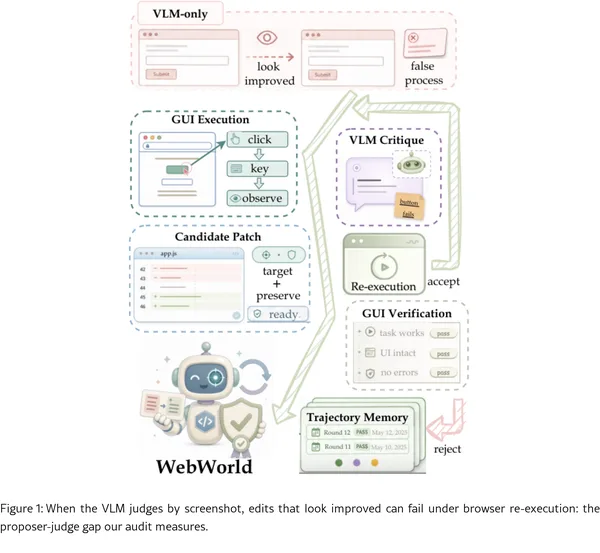 VLM-only
Submit
look
improved
Submit
false
process
GUI Execution
click
key
observe
VLM Critique
button
fails
Candidate Patch
app.js
42
43
44
45
46
target
+
preserve
ready
Re-execution
accept
GUI Verification
task works pass
UI intact pass
no errors pass
Trajectory Memory
Round 12 PASS May 12, 2025
Round 11 PASS May 10, 2025
reject
WebWorld
Figure 1: When the VLM judges by screenshot, edits that look improved can fail under browser re-execution: the
proposer-judge gap our audit measures.